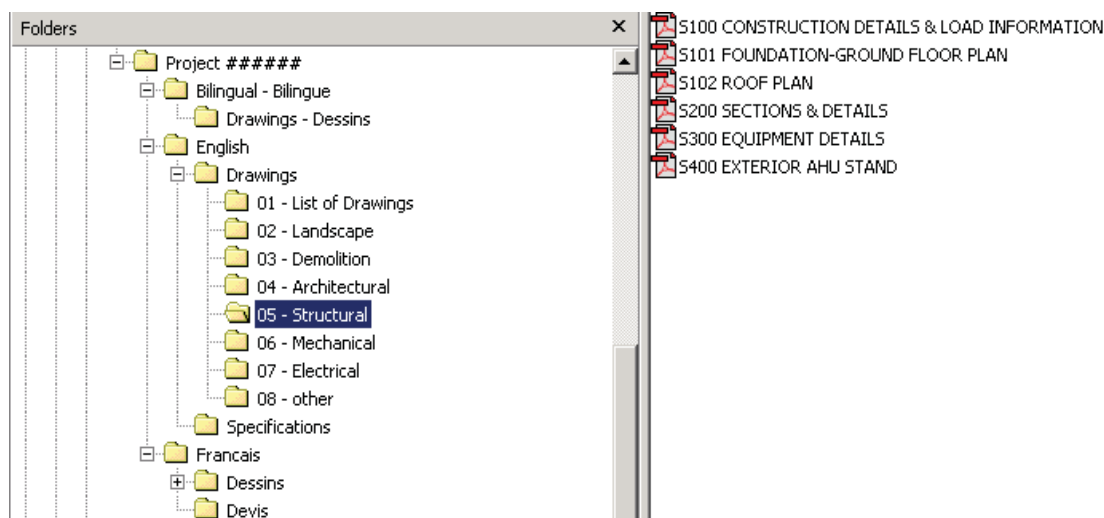 Folders
Project ######
Bilingual - Bilingue
Drawings - Dessins
English
Drawings
01 - List of Drawings
02 - Landscape
03 - Demolition
04 - Architectural
05 - Structural
06 - Mechanical
07 - Electrical
08 - other
Specifications
Francais
Dessins
Devis
S100 CONSTRUCTION DETAILS & LOAD INFORMATION
S101 FOUNDATION-GROUND FLOOR PLAN
S102 ROOF PLAN
S200 SECTIONS & DETAILS
S300 EQUIPMENT DETAILS
S400 EXTERIOR AHU STAND